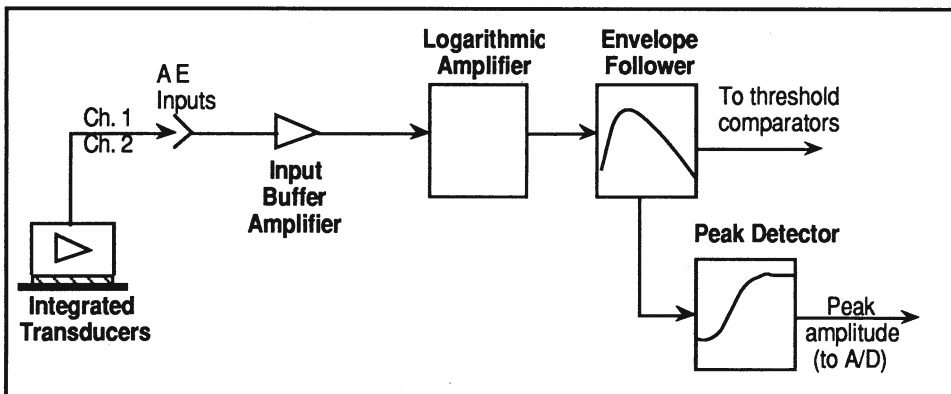 Logarithmic
Amplifier
Envelope
Follower
A E
Inputs
Ch. 1
Ch. 2
To threshold
comparators
Input
Buffer
Amplifier
Peak Detector
Integrated
Transducers
Peak
amplitude
(to A/D)